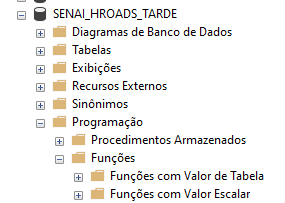 SENAI_HROADS_TARDE
Diagramas de Banco de Dados
Tabelas
Exibições
Recursos Externos
Sinônimos
Programação
Procedimentos Armazenados
Funções
Funções com Valor de Tabela
Funções com Valor Escalar